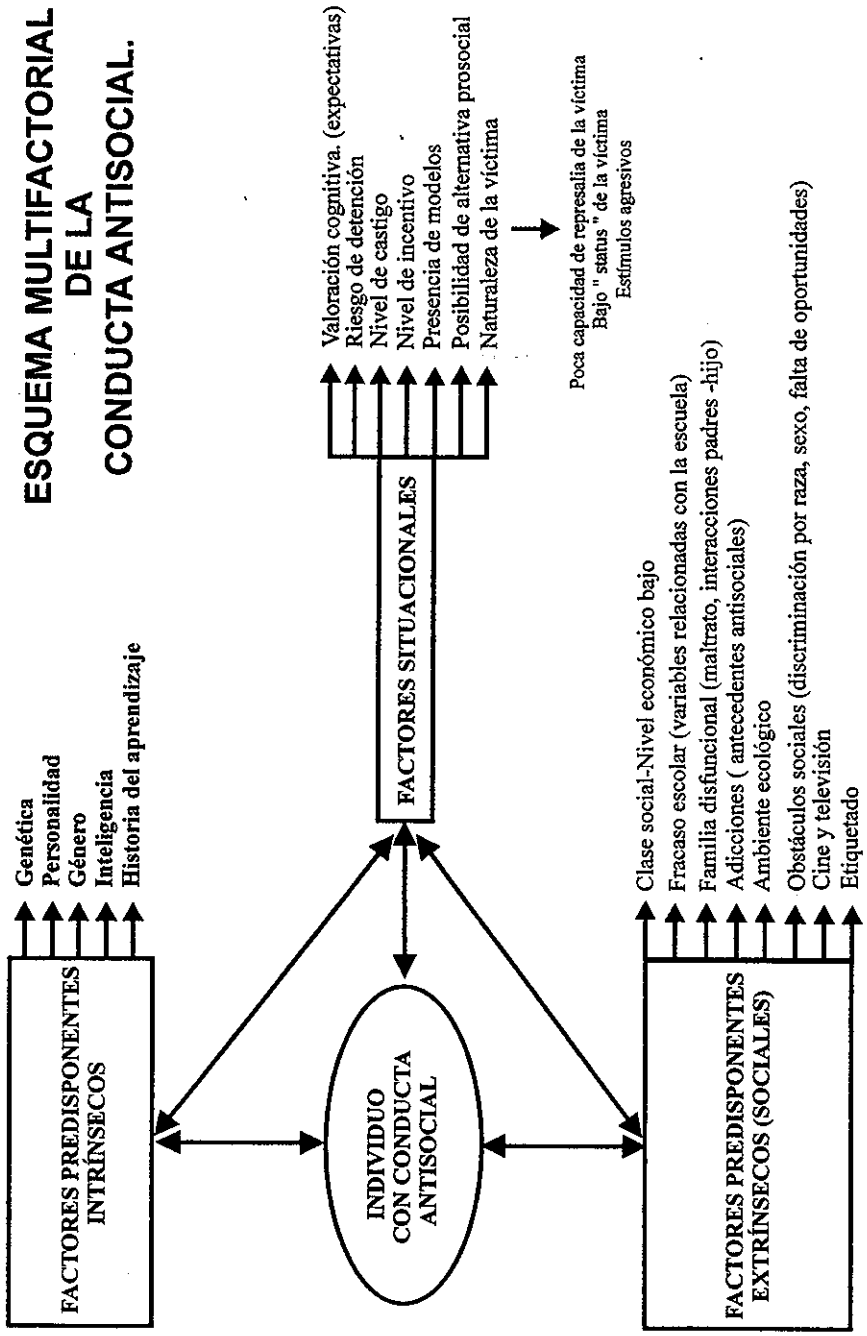 ESQUEMA MULTIFACTORIAL
DE LA
CONDUCTA ANTISOCIAL.
FACTORES PREDISPONENTES
INTRÍNSECOS
Genética
Personalidad
Género
Inteligencia
Historia del aprendizaje
INDIVIDUO
CON CONDUCTA
ANTISOCIAL
FACTORES SITUACIONALES
Valoración cognitiva. (expectativas)
Riesgo de detención
Nivel de castigo
Nivel de incentivo
Presencia de modelos
Posibilidad de alternativa prosocial
Naturaleza de la víctima
Poca capacidad de represalia de la víctima
Bajo " status " de la víctima
Estímulos agresivos
FACTORES PREDISPONENTES
EXTRÍNSECOS (SOCIALES)
Clase social-Nivel económico bajo
Fracaso escolar (variables relacionadas con la escuela)
Familia disfuncional (maltrato, interacciones padres -hijo)
Adicciones ( antecedentes antisociales)
Ambiente ecológico
Obstáculos sociales (discriminación por raza, sexo, falta de oportunidades)
Cine y televisión
Etiquetado